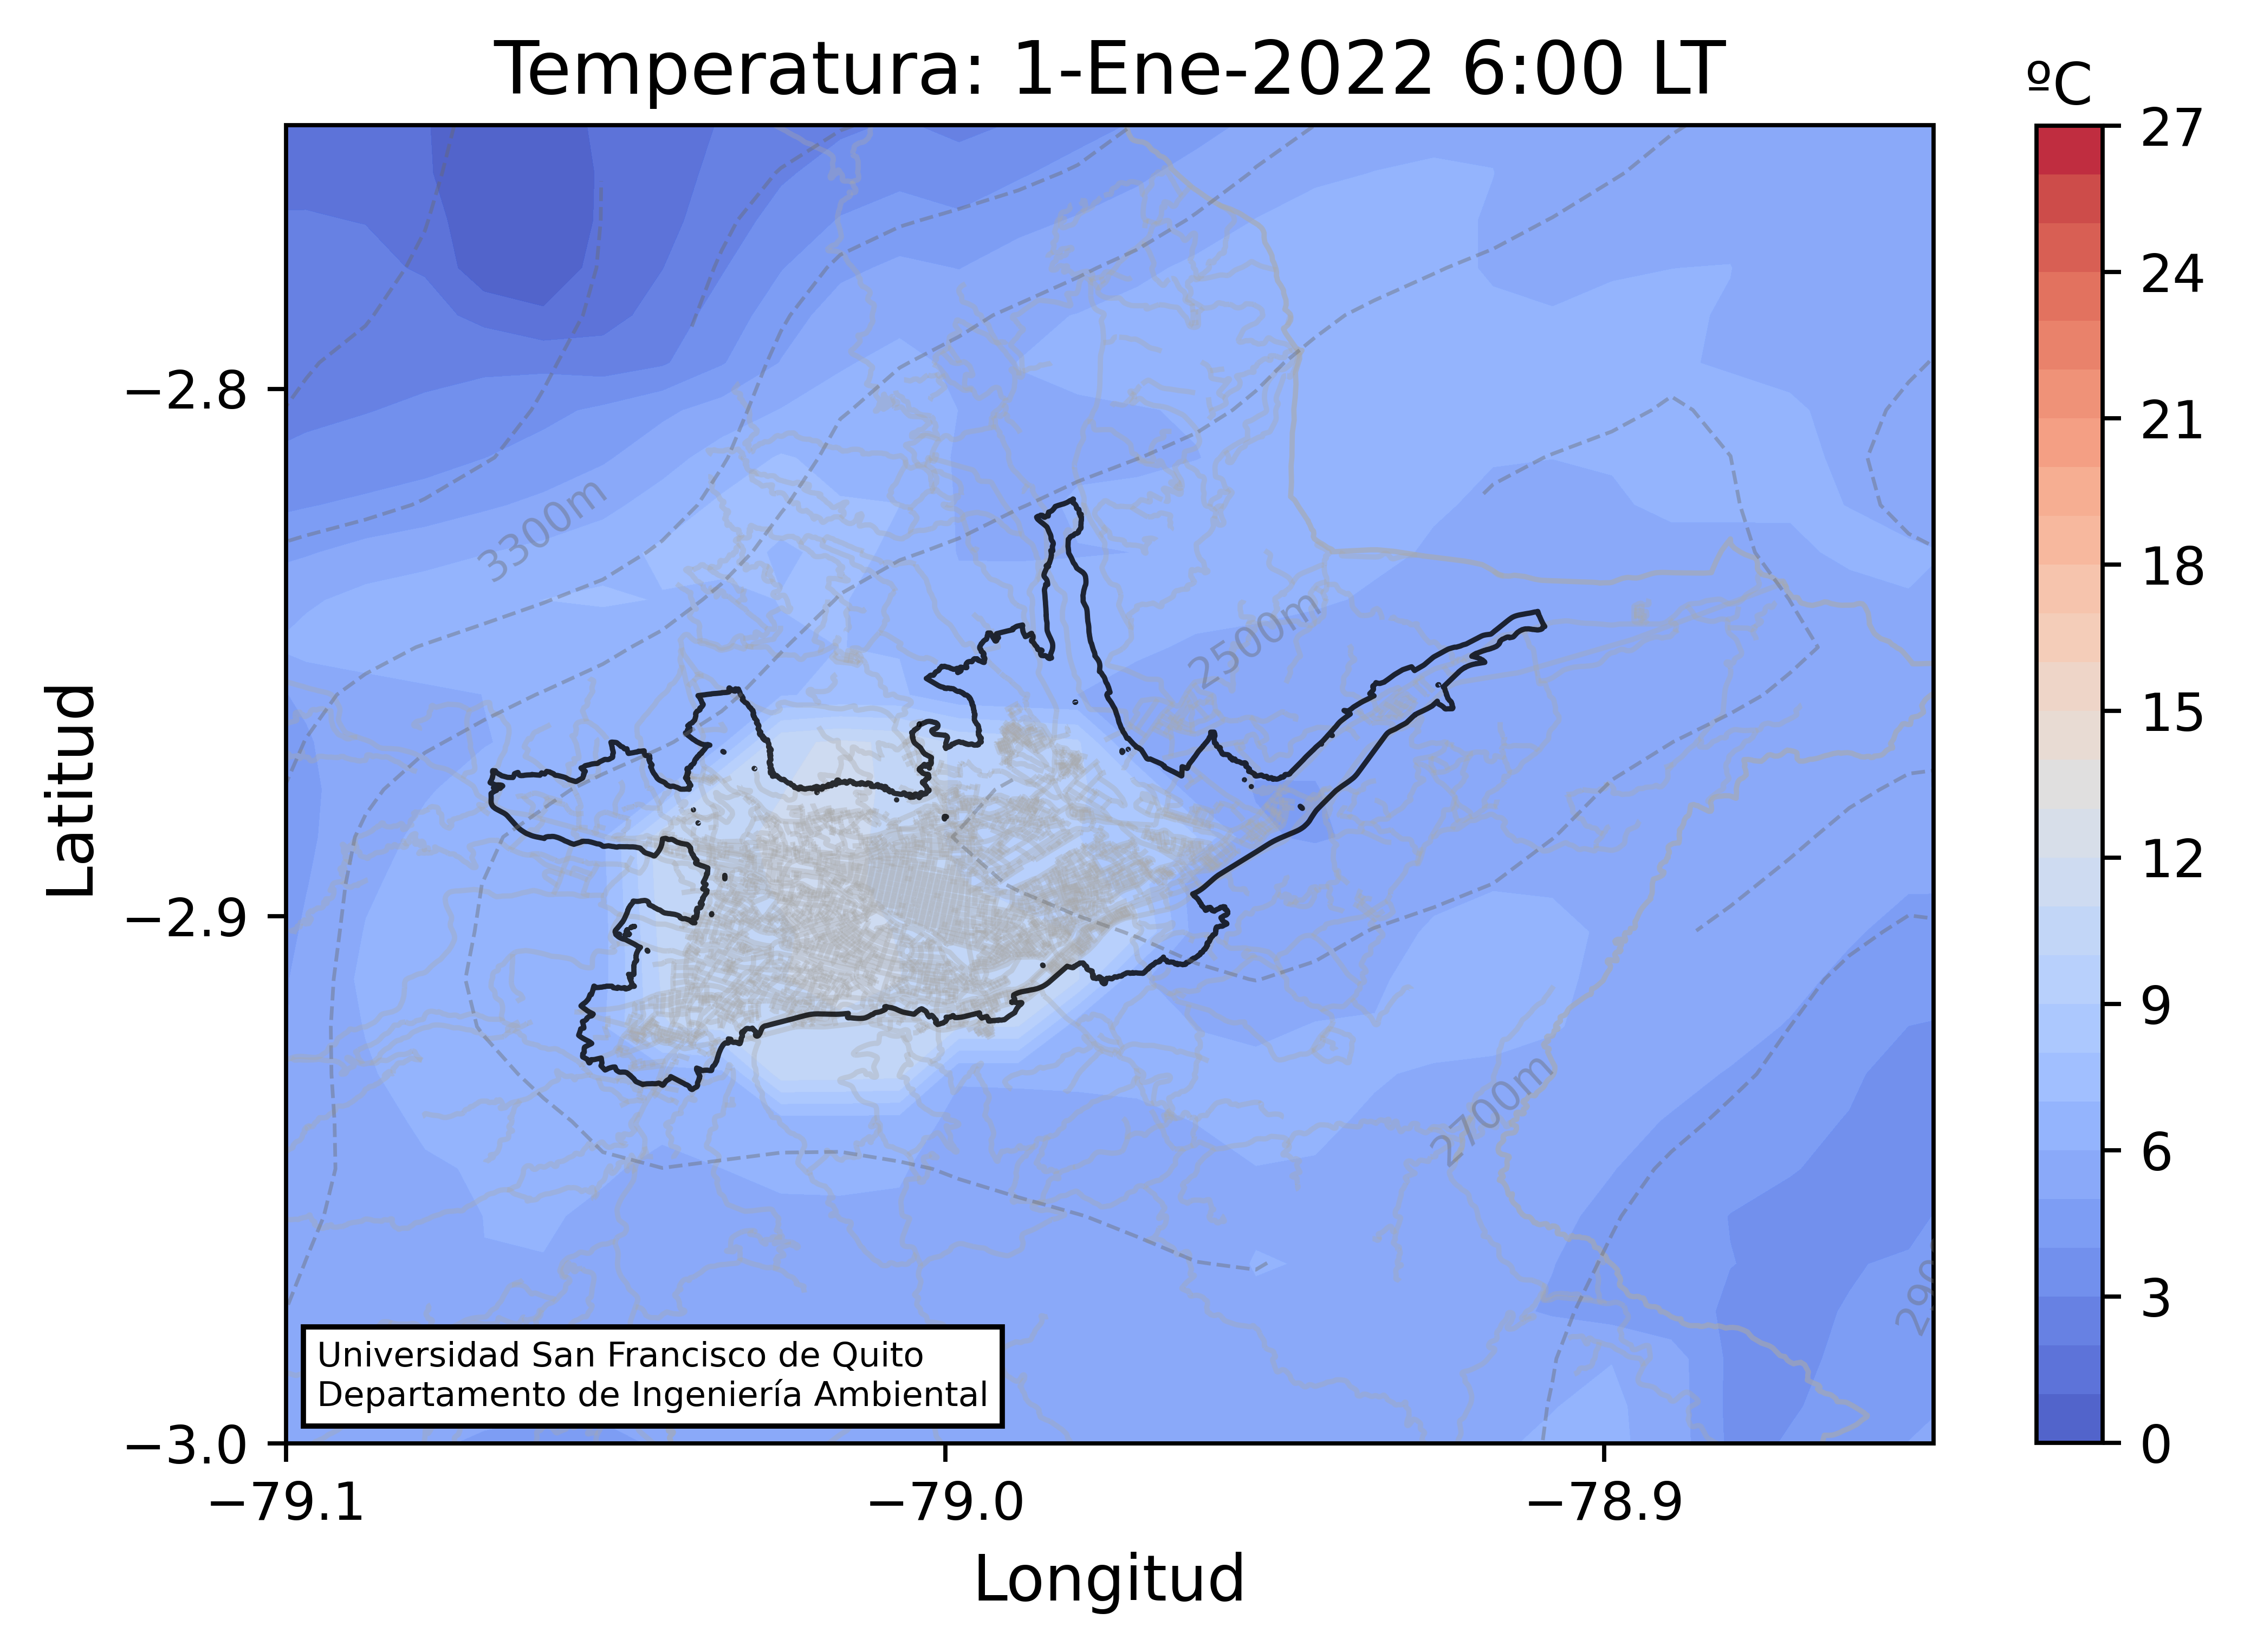 Temperatura: 1-Ene-2022 6:00 LT
ºC
27
24
21
18
15
12
9
6
3
0
Latitud
−2.8
−2.9
−3.0
3300m
2500m
2700m
Universidad San Francisco de Quito
Departamento de Ingeniería Ambiental
−79.1
−79.0
−78.9
Longitud